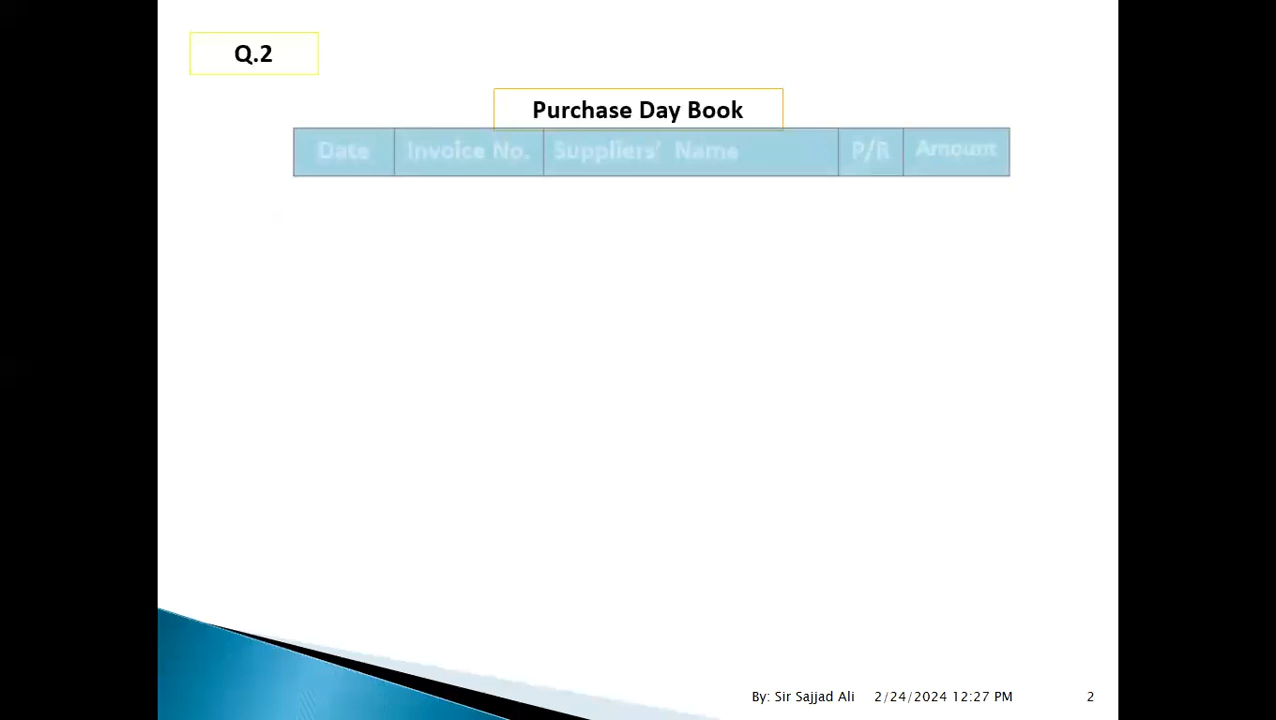 Q.2
Purchase Day Book
Date Invoice No. Suppliers' Name P/R Amount
By: Sir Sajjad Ali 2/24/2024 12:27 PM 2